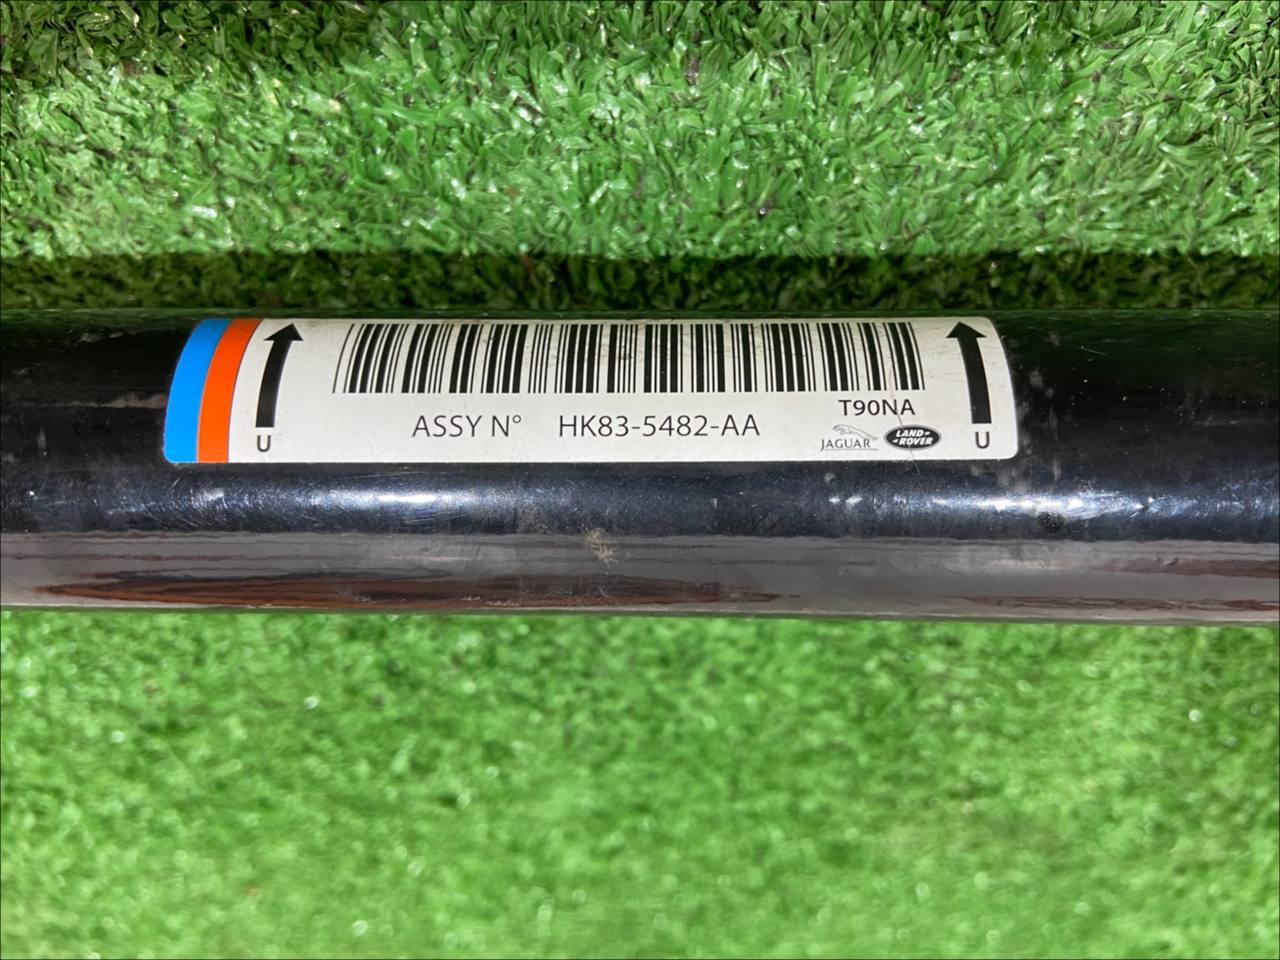 T90NA
ASSY N° HK83-5482-AA
JAGUAR LAND-ROVER
U U